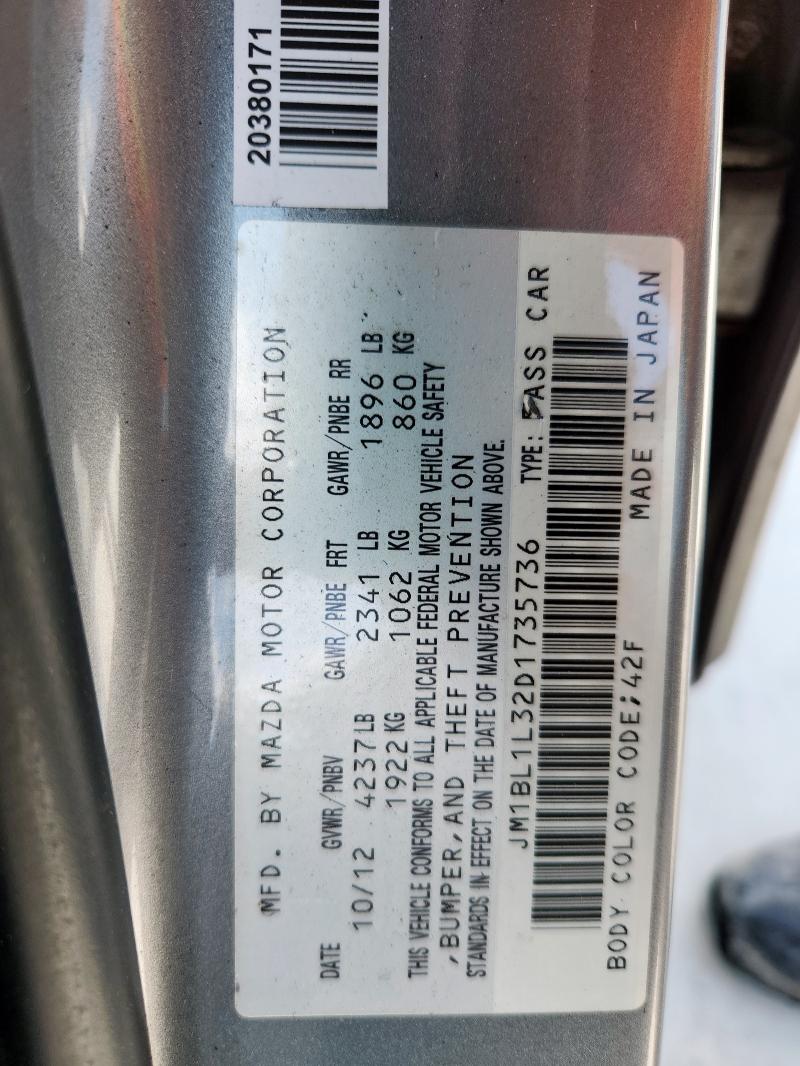 20380171
MFD. BY MAZDA MOTOR CORPORATION
DATE GVWR/PNBV GAWR/PNBE FRT GAWR/PNBE RR
10/12 4237LB 2341 LB 1896 LB
1922KG 1062 KG 860 KG
THIS VEHICLE CONFORMS TO ALL APPLICABLE FEDERAL MOTOR VEHICLE SAFETY
,BUMPER,AND THEFT PREVENTION
STANDARDS IN EFFECT ON THE DATE OF MANUFACTURE SHOWN ABOVE.
JM1BL1L32D1735736 TYPE: PASS CAR
BODY COLOR CODE;42F MADE IN JAPAN